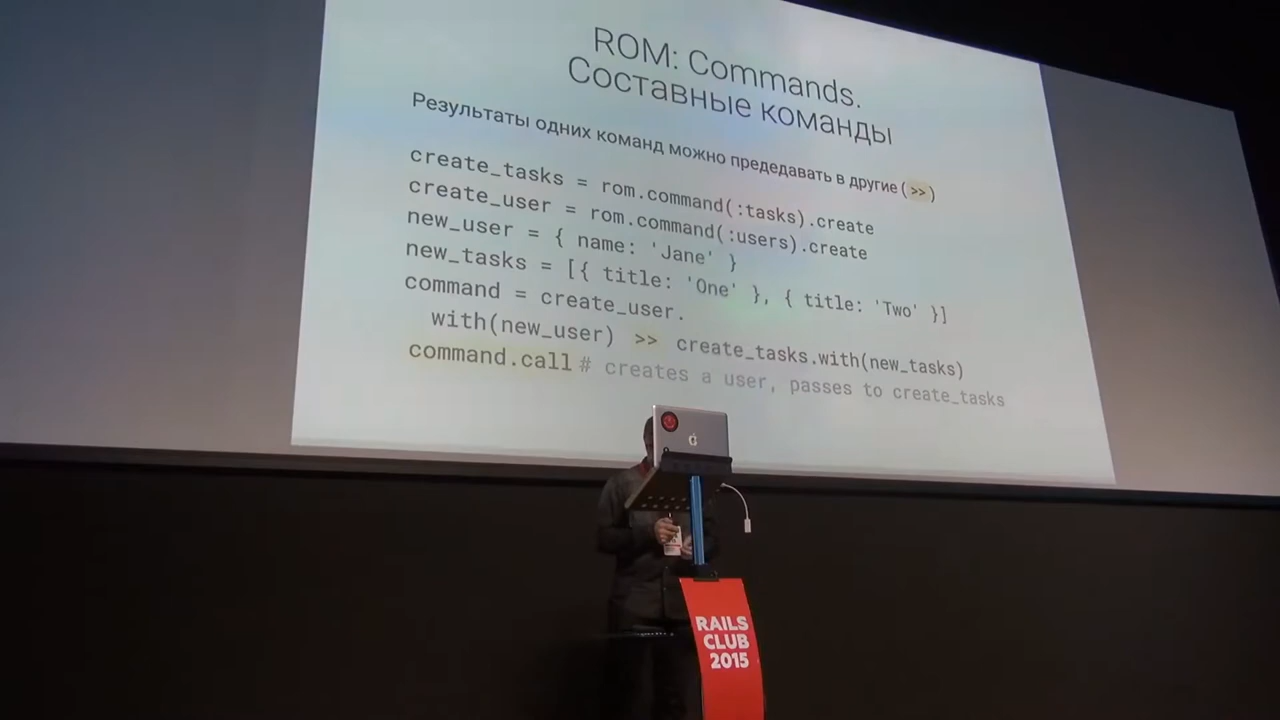 ROM: Commands.
Составные команды
Результаты одних команд можно предедавать в другие (>>)
create_tasks = rom.command(:tasks).create
create_user = rom.command(:users).create
new_user = { name: 'Jane' }
new_tasks = [{ title: 'One' }, { title: 'Two' }]
command = create_user.
with(new_user) >> create_tasks.with(new_tasks)
command.call # creates a user, passes to create_tasks
RAILS
CLUB
2015